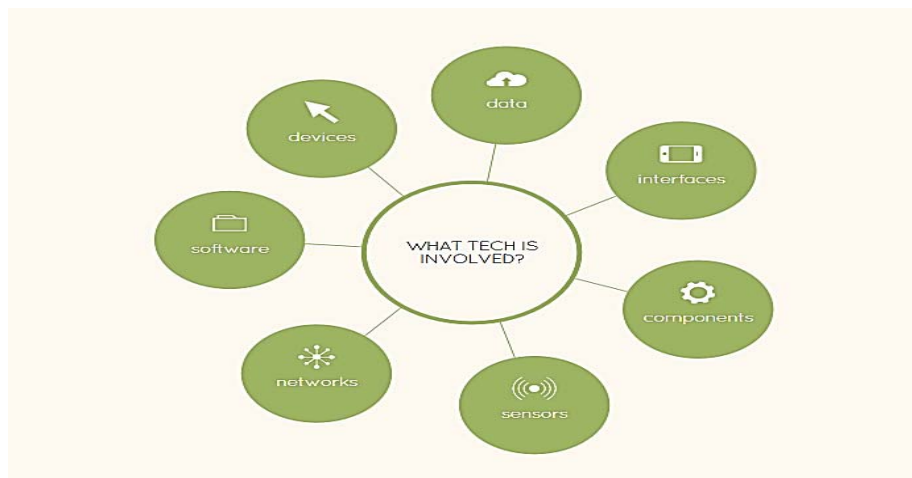 data
devices
interfaces
software
WHAT TECH IS
INVOLVED?
components
networks
sensors